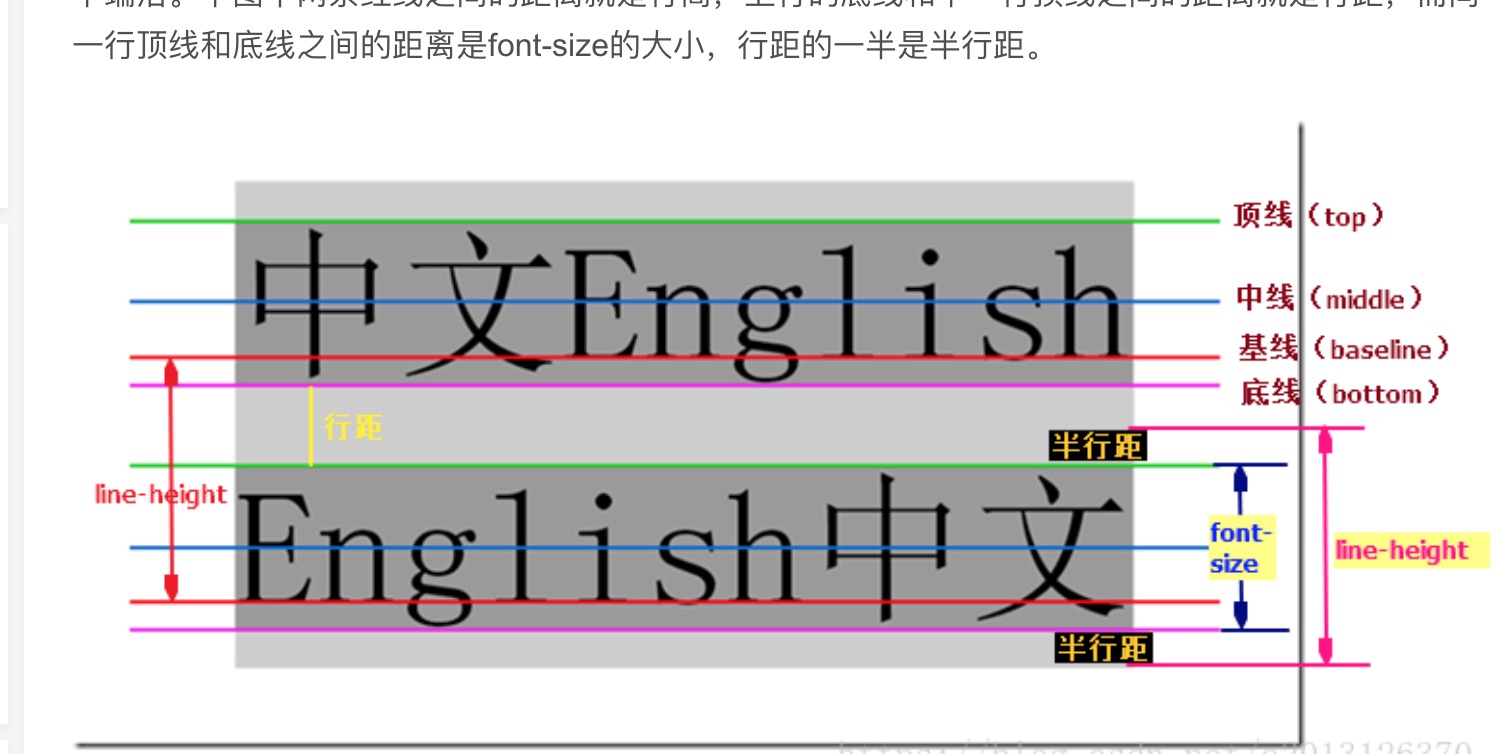 一行顶线和底线之间的距离是font-size的大小，行距的一半是半行距。
顶线（top）
中文English
中线（middle）
基线（baseline）
底线（bottom）
行距
半行距
line-height
English中文
font-
size
line-height
半行距